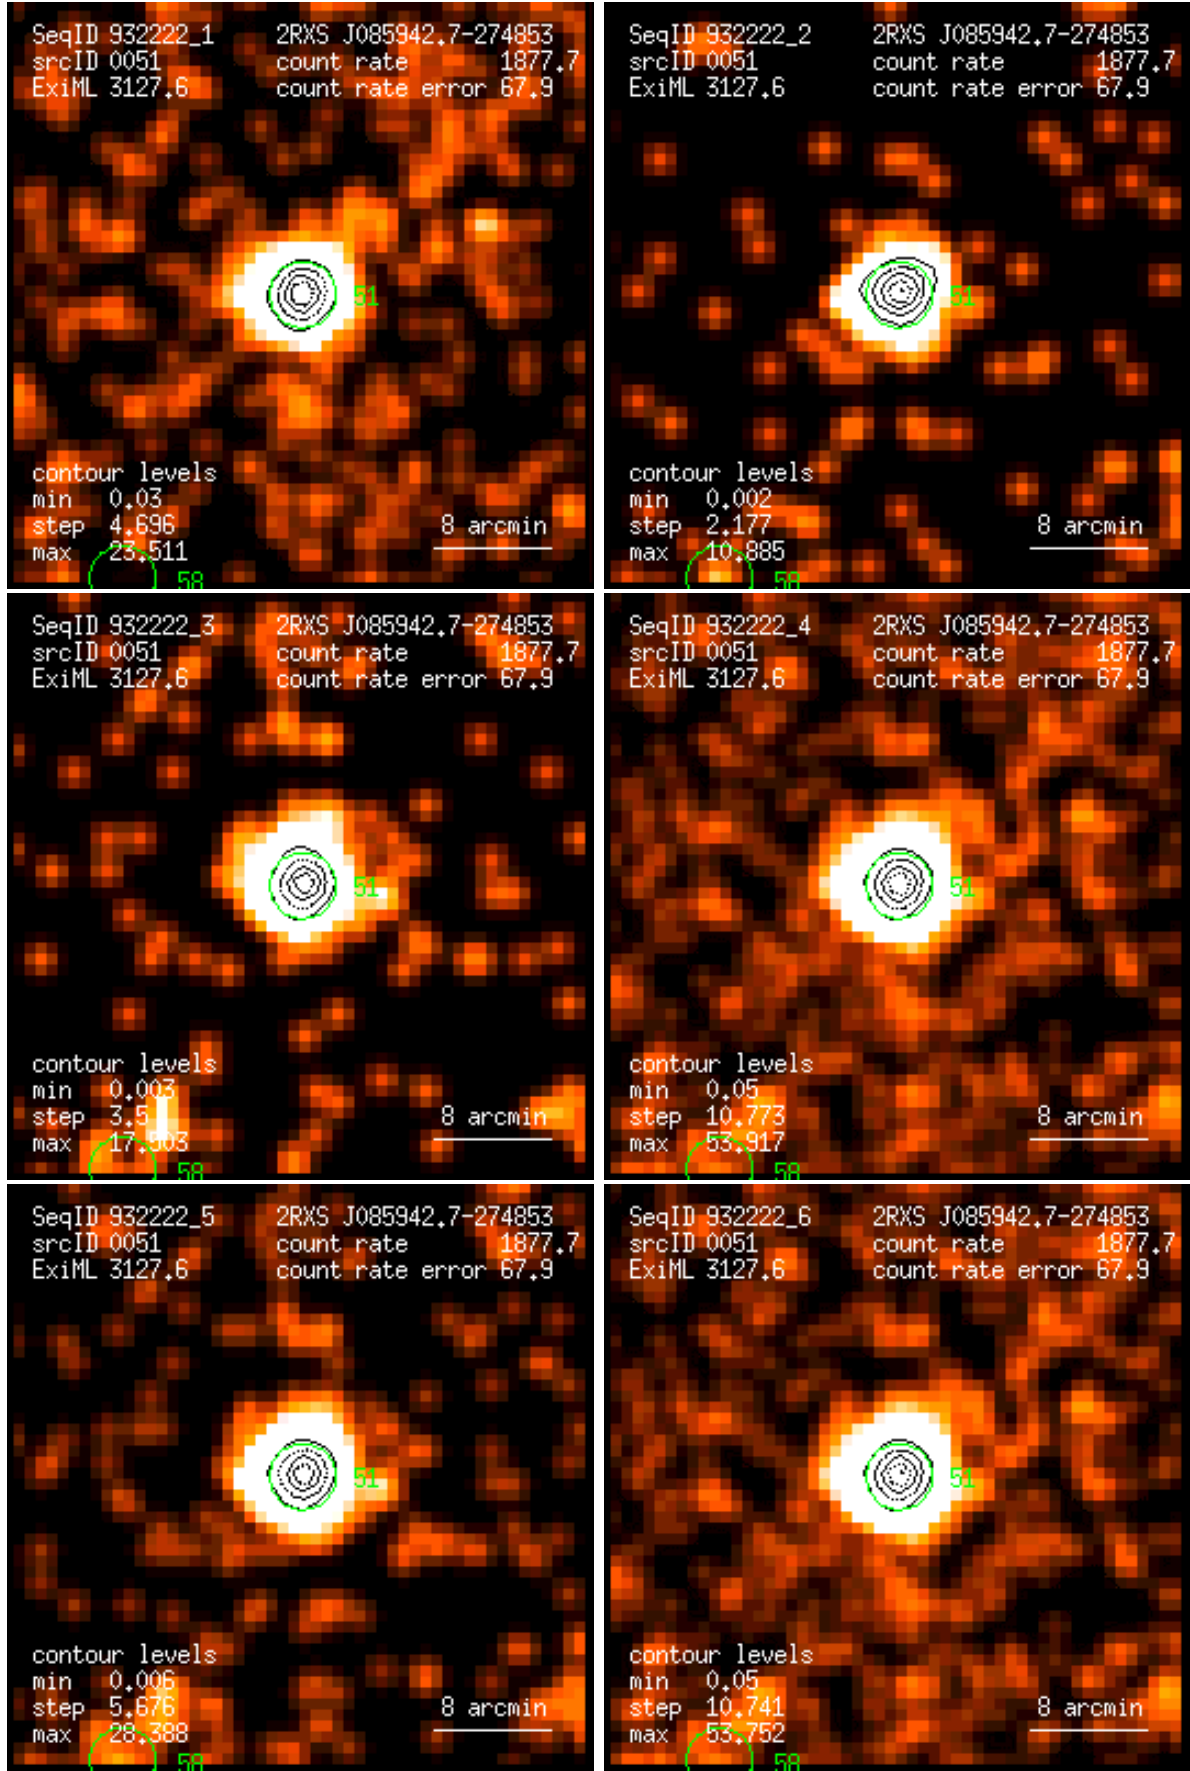 SeqID 932222_1 2RXS J085942.7-274853
srcID 0051 count rate 1877.7
ExiML 3127.6 count rate error 67.9
51
contour levels
min 0.03
step 4.696 8 arcmin
max 23.511
58
SeqID 932222_2 2RXS J085942.7-274853
srcID 0051 count rate 1877.7
ExiML 3127.6 count rate error 67.9
51
contour levels
min 0.002
step 2.177 8 arcmin
max 10.885
58
SeqID 932222_3 2RXS J085942.7-274853
srcID 0051 count rate 1877.7
ExiML 3127.6 count rate error 67.9
51
contour levels
min 0.003
step 3.5 8 arcmin
max 17.503
58
SeqID 932222_4 2RXS J085942.7-274853
srcID 0051 count rate 1877.7
ExiML 3127.6 count rate error 67.9
51
contour levels
min 0.05
step 10.773 8 arcmin
max 53.917
58
SeqID 932222_5 2RXS J085942.7-274853
srcID 0051 count rate 1877.7
ExiML 3127.6 count rate error 67.9
51
contour levels
min 0.006
step 5.676 8 arcmin
max 28.388
58
SeqID 932222_6 2RXS J085942.7-274853
srcID 0051 count rate 1877.7
ExiML 3127.6 count rate error 67.9
51
contour levels
min 0.05
step 10.741 8 arcmin
max 53.752
58